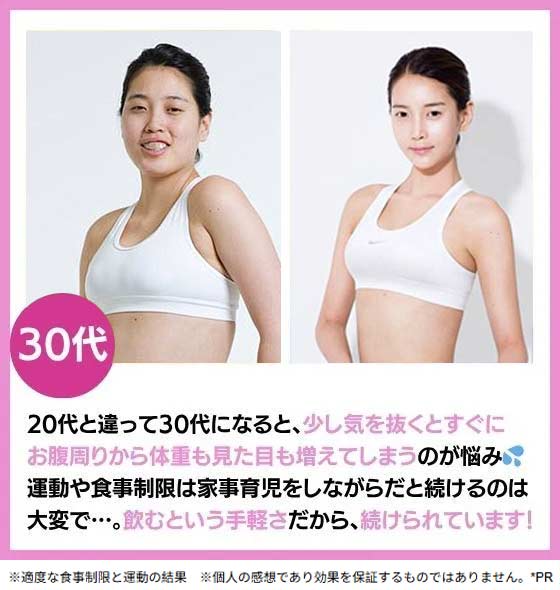 30代
20代と違って30代になると、少し気を抜くとすぐに
お腹周りから体重も見た目も増えてしまうのが悩み💦
運動や食事制限は家事育児をしながらだと続けるのは
大変で…。飲むという手軽さだから、続けられています!
※適度な食事制限と運動の結果　※個人の感想であり効果を保証するものではありません。*PR